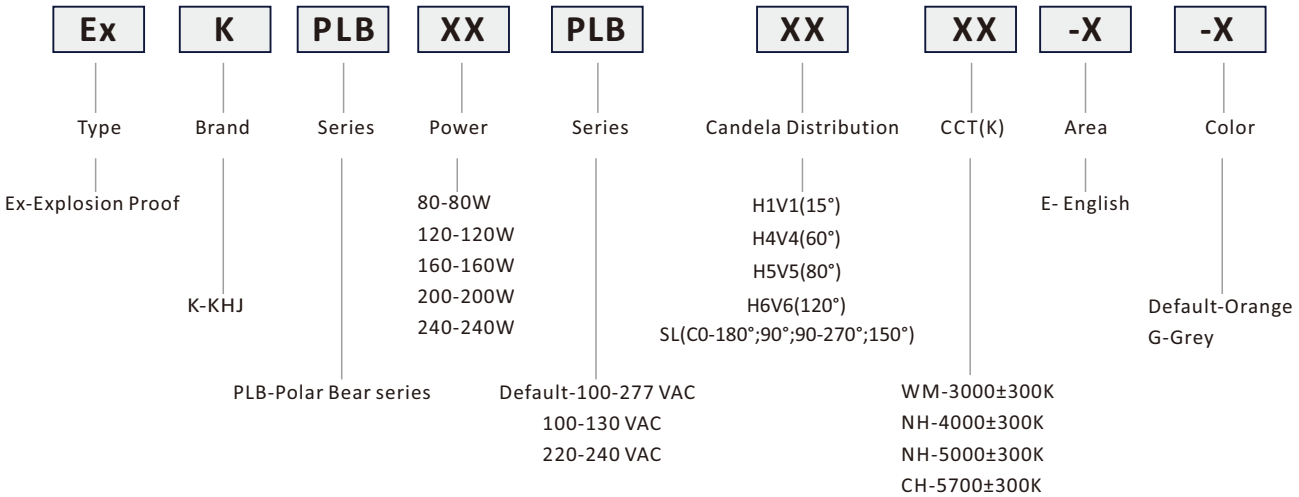 Ex K PLB XX PLB XX XX -X -X
Type Brand Series Power Series Candela Distribution CCT(K) Area Color
Ex-Explosion Proof
K-KHJ
PLB-Polar Bear series
80-80W
120-120W
160-160W
200-200W
240-240W
Default-100-277 VAC
100-130 VAC
220-240 VAC
H1V1(15°)
H4V4(60°)
H5V5(80°)
H6V6(120°)
SL(C0-180°;90°;90-270°;150°)
WM-3000±300K
NH-4000±300K
NH-5000±300K
CH-5700±300K
E- English
Default-Orange
G-Grey